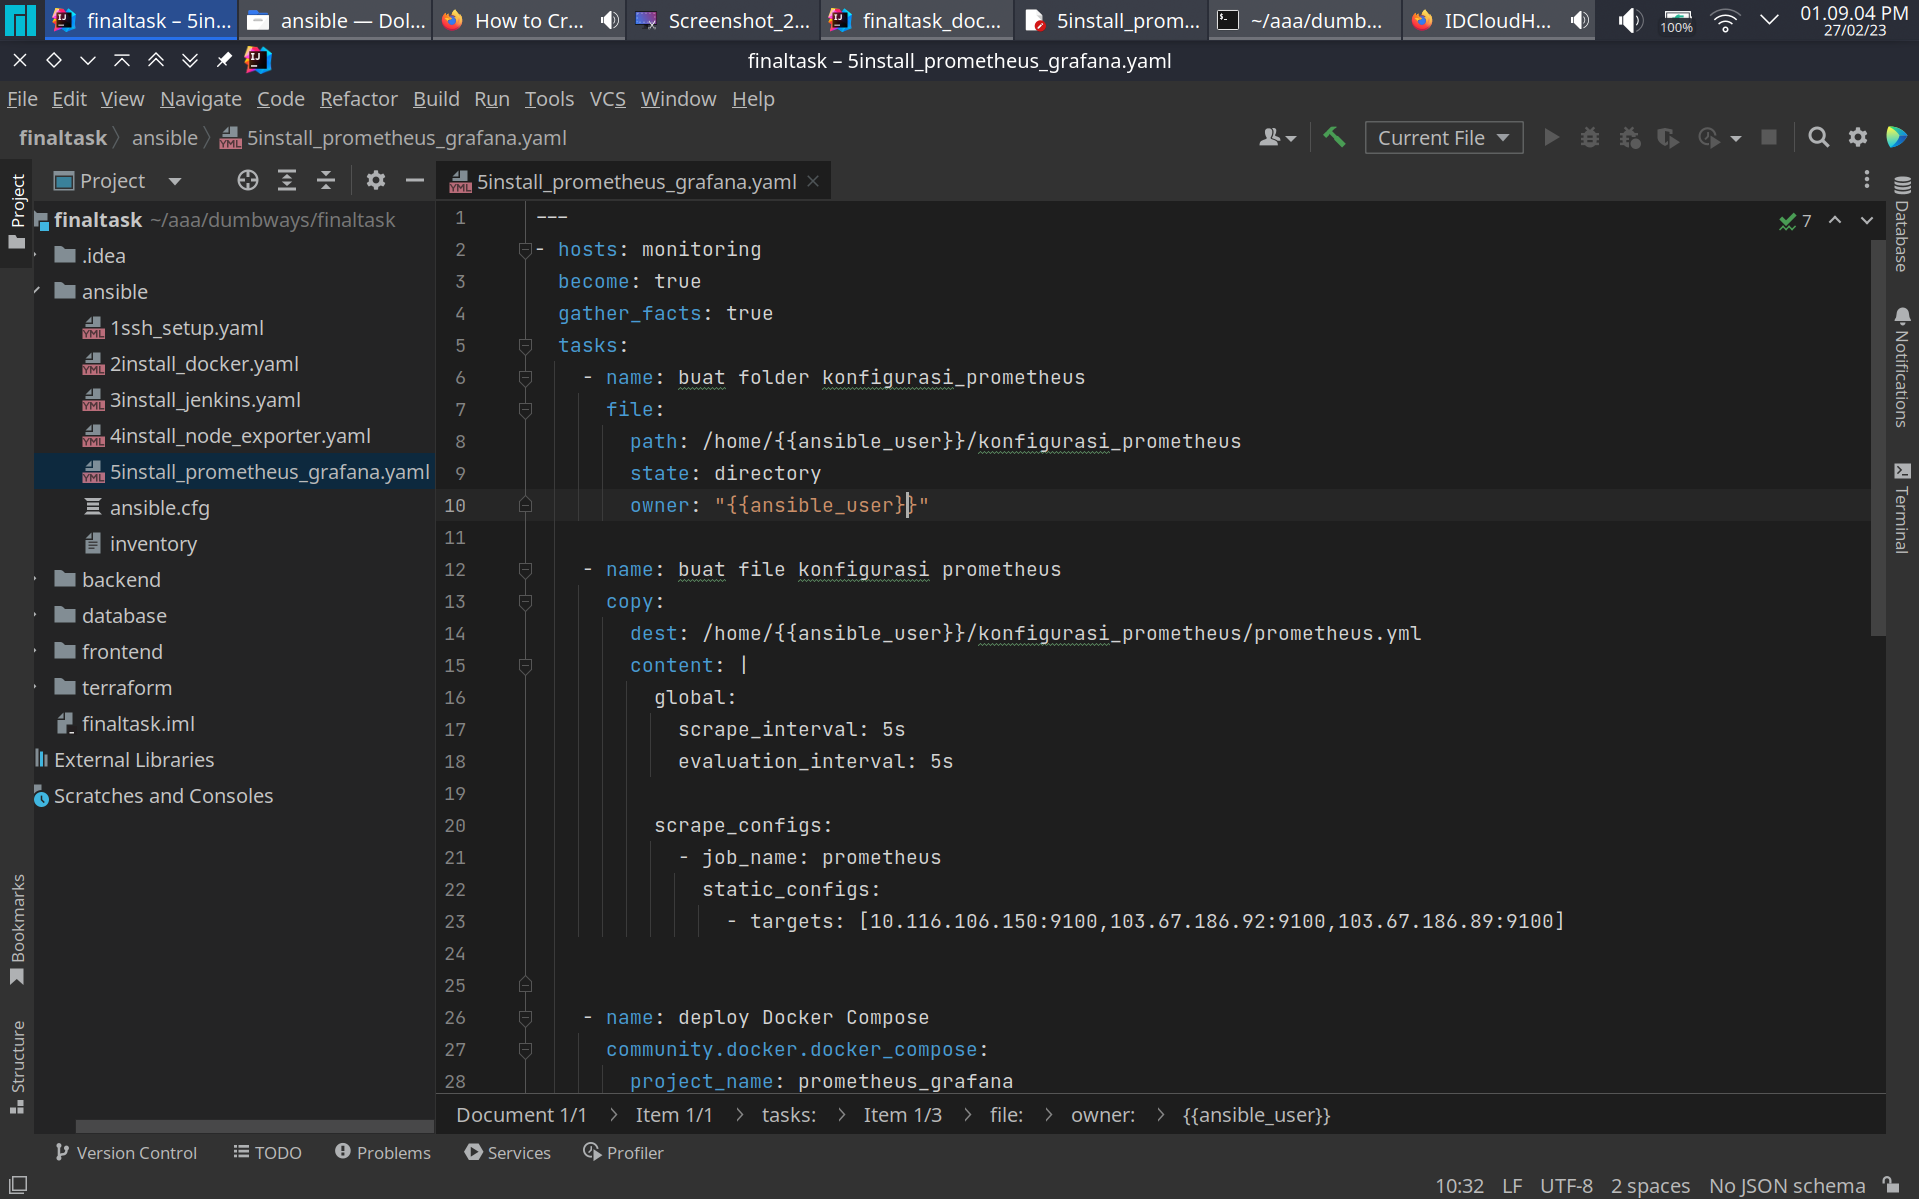 finaltask – 5in...
ansible — Dol...
How to Cr...
Screenshot_2...
finaltask_doc...
5install_prom...
~/aaa/dumb...
IDCloudH...
100%
01.09.04 PM
27/02/23
finaltask – 5install_prometheus_grafana.yaml
File Edit View Navigate Code Refactor Build Run Tools VCS Window Help
finaltask ansible 5install_prometheus_grafana.yaml
Current File
Project
5install_prometheus_grafana.yaml
Project
finaltask ~/aaa/dumbways/finaltask
.idea
ansible
1ssh_setup.yaml
2install_docker.yaml
3install_jenkins.yaml
4install_node_exporter.yaml
5install_prometheus_grafana.yaml
ansible.cfg
inventory
backend
database
frontend
terraform
finaltask.iml
External Libraries
Scratches and Consoles
Bookmarks
Structure
7
1 ---
2 - hosts: monitoring
3 become: true
4 gather_facts: true
5 tasks:
6 - name: buat folder konfigurasi_prometheus
7 file:
8 path: /home/{{ansible_user}}/konfigurasi_prometheus
9 state: directory
10 owner: "{{ansible_user}}"
11
12 - name: buat file konfigurasi prometheus
13 copy:
14 dest: /home/{{ansible_user}}/konfigurasi_prometheus/prometheus.yml
15 content: |
16 global:
17 scrape_interval: 5s
18 evaluation_interval: 5s
19
20 scrape_configs:
21 - job_name: prometheus
22 static_configs:
23 - targets: [10.116.106.150:9100,103.67.186.92:9100,103.67.186.89:9100]
24
25
26 - name: deploy Docker Compose
27 community.docker.docker_compose:
28 project_name: prometheus_grafana
Database
Notifications
Terminal
Document 1/1 Item 1/1 tasks: Item 1/3 file: owner: {{ansible_user}}
Version Control TODO Problems Services Profiler
10:32 LF UTF-8 2 spaces No JSON schema